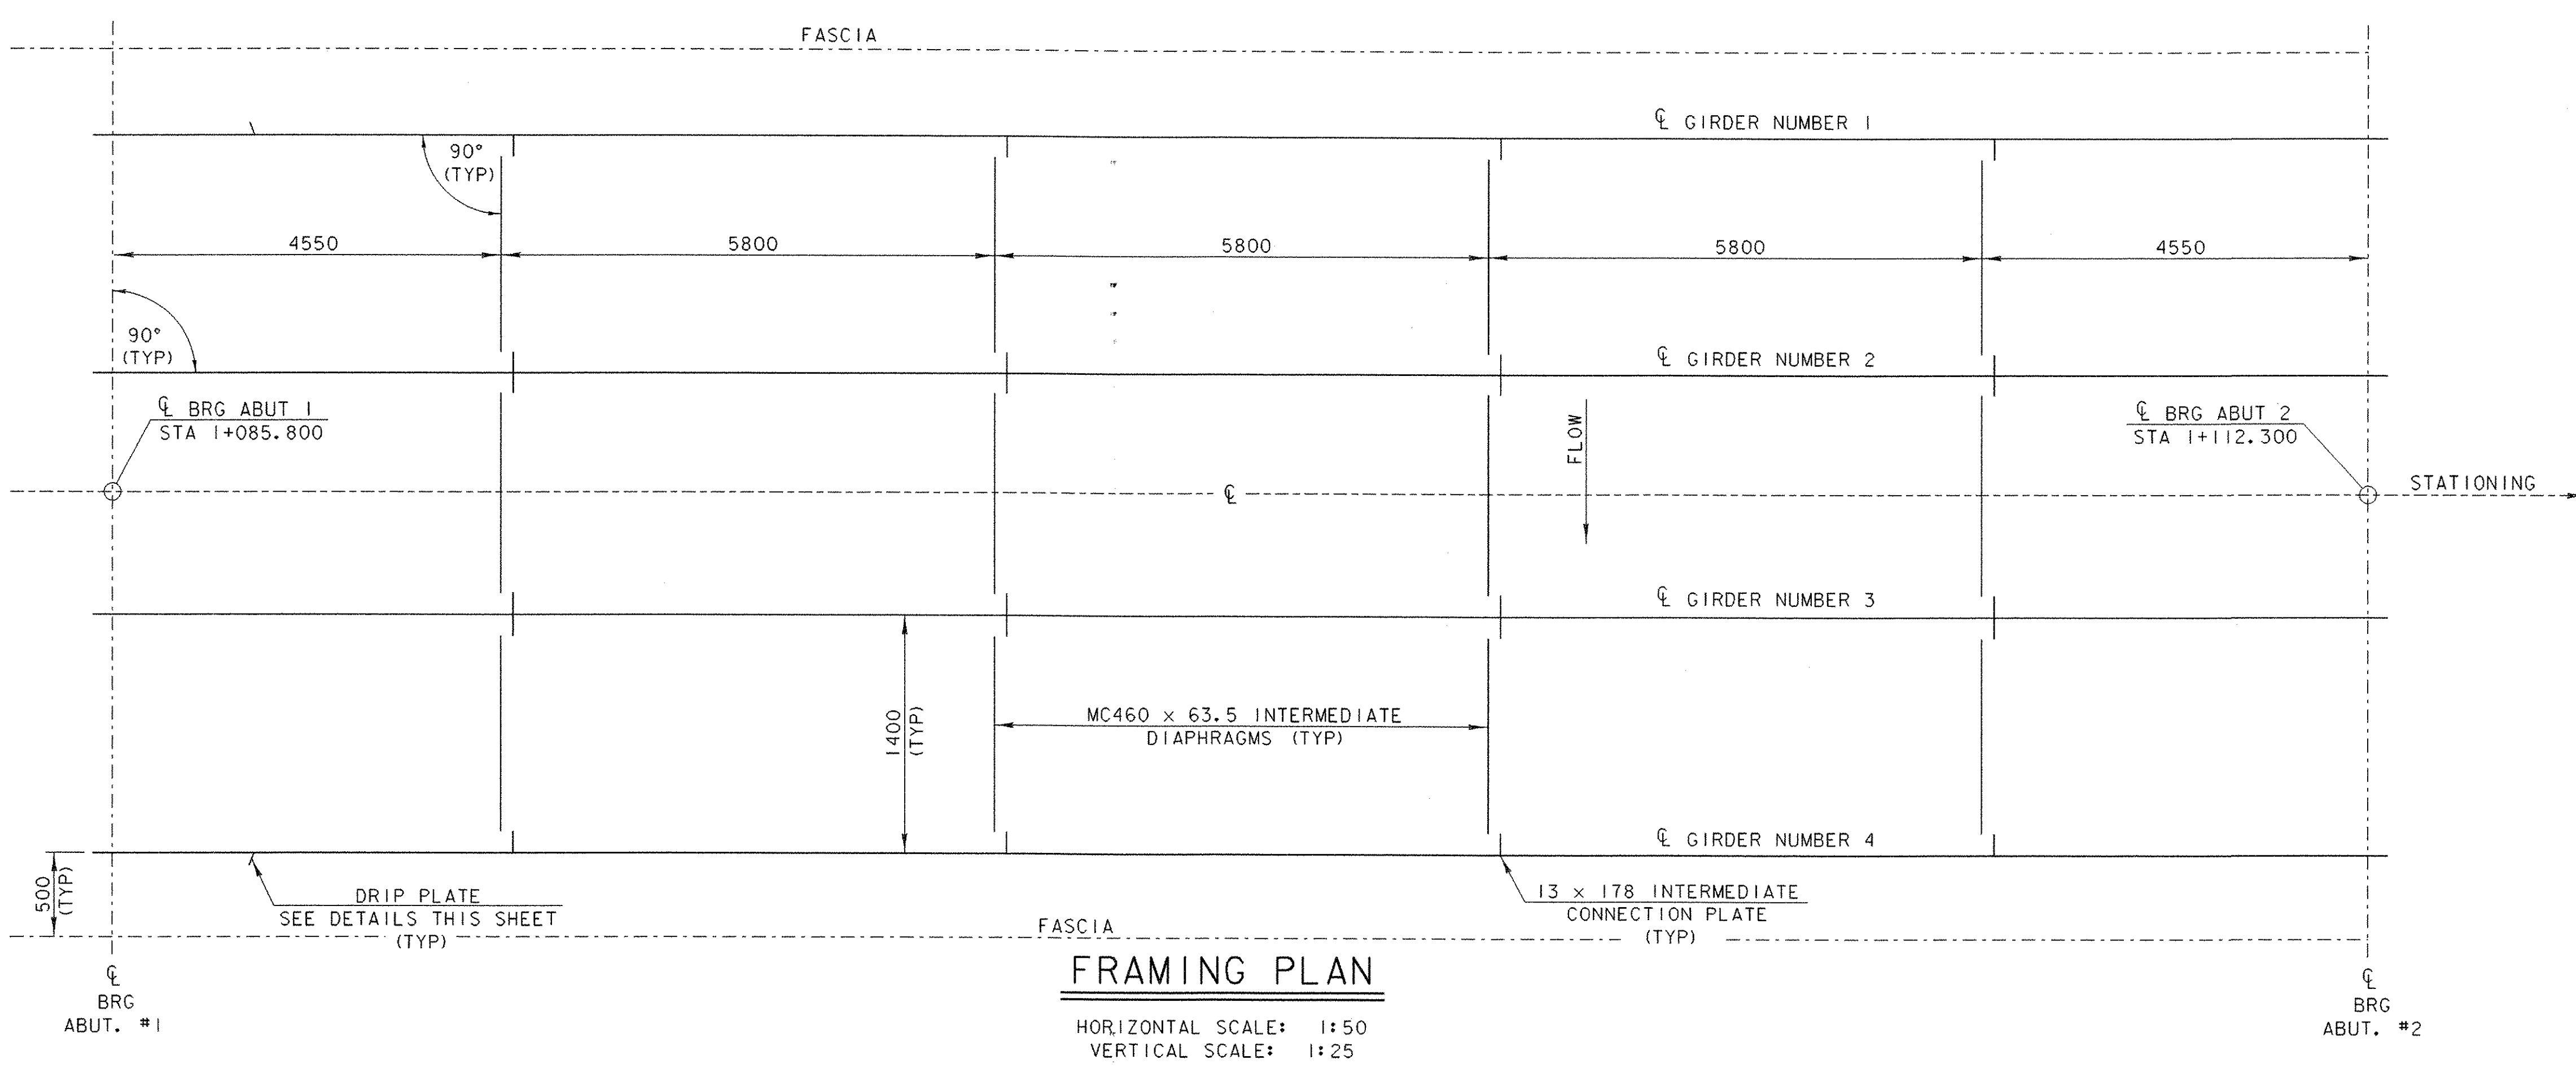 FASCIA
℄ GIRDER NUMBER 1
90°
(TYP)
4550
5800
5800
5800
4550
90°
(TYP)
℄ GIRDER NUMBER 2
℄ BRG ABUT 1
STA 1+085.800
FLOW
℄ BRG ABUT 2
STA 1+112.300
℄
STATIONING
℄ GIRDER NUMBER 3
1400
(TYP)
MC460 × 63.5 INTERMEDIATE
DIAPHRAGMS (TYP)
℄ GIRDER NUMBER 4
500
(TYP)
DRIP PLATE
SEE DETAILS THIS SHEET
(TYP)
13 × 178 INTERMEDIATE
CONNECTION PLATE
(TYP)
FASCIA
℄
BRG
ABUT. #1
FRAMING PLAN
HORIZONTAL SCALE: 1:50
VERTICAL SCALE: 1:25
℄
BRG
ABUT. #2